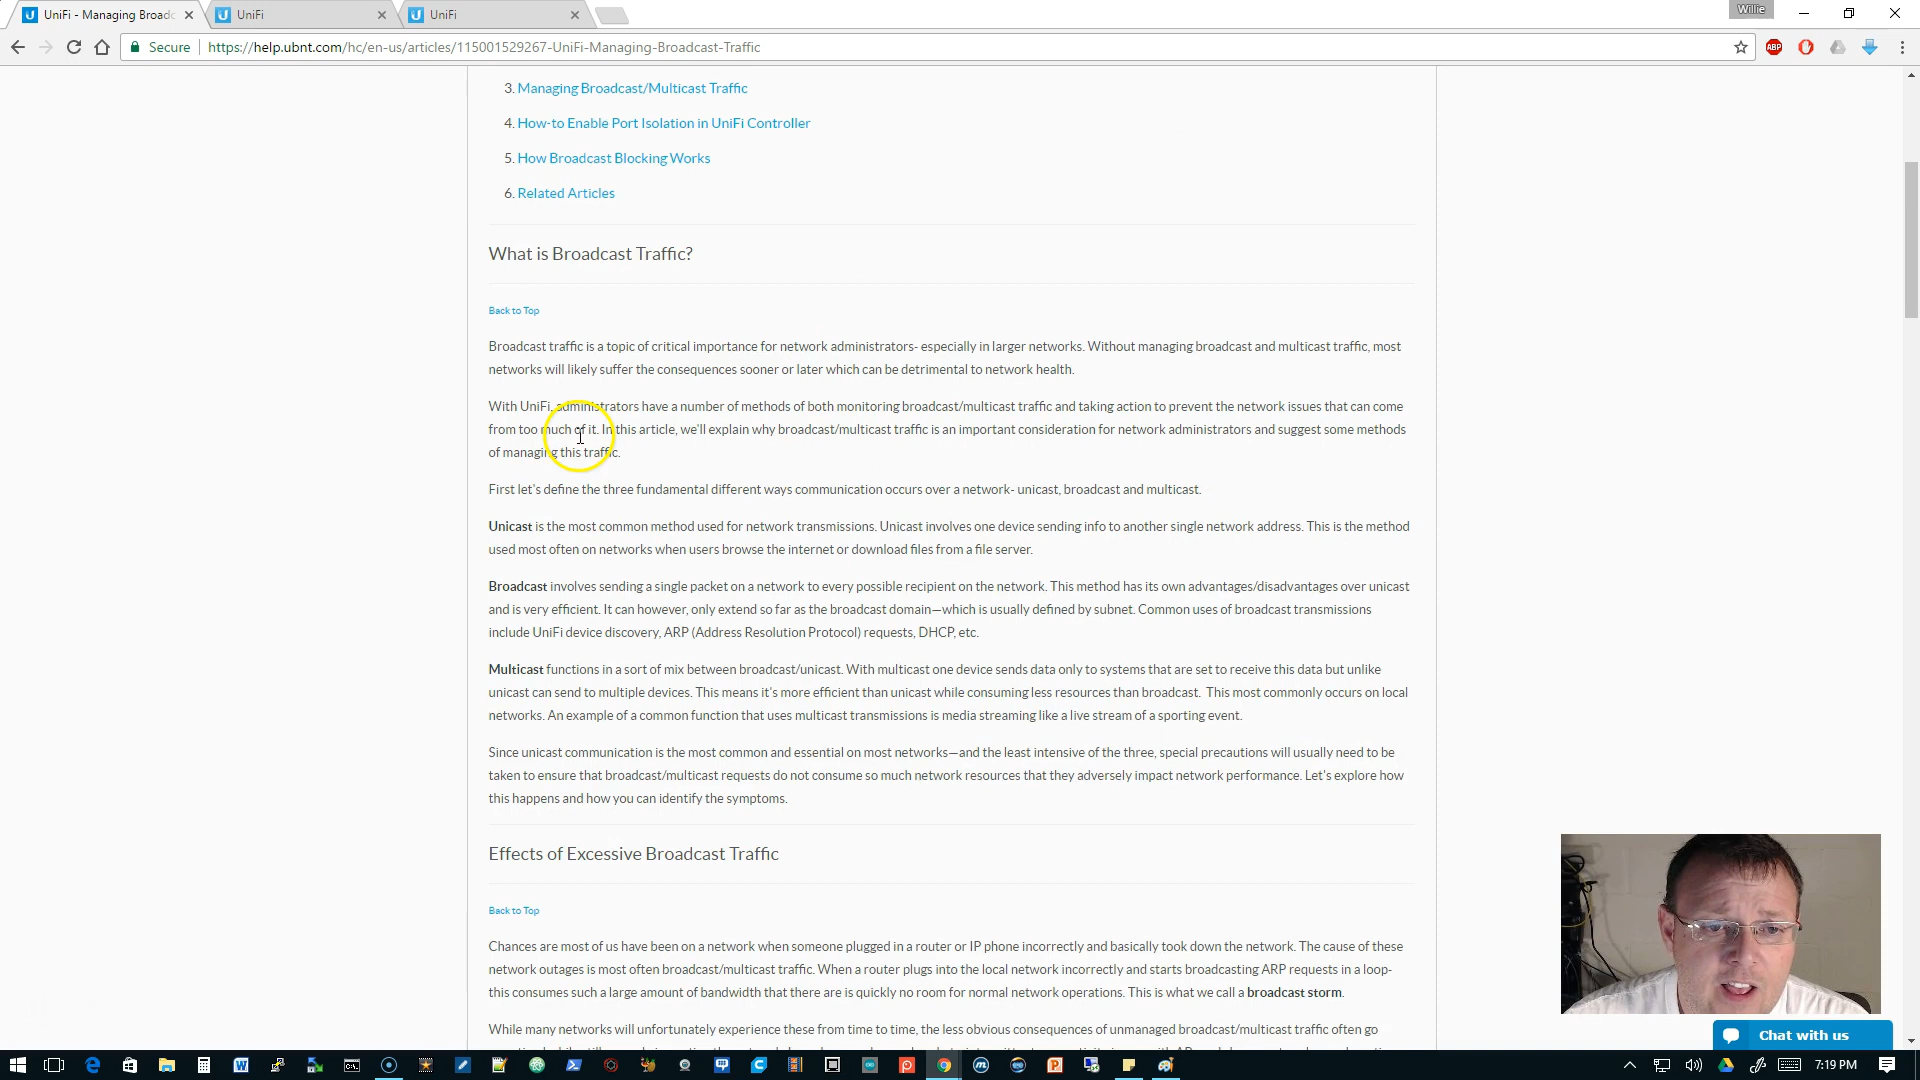 UniFi - Managing Broadc
UniFi
UniFi
Willie
Secure
https://help.ubnt.com/hc/en-us/articles/115001529267-UniFi-Managing-Broadcast-Traffic
ABP
3. Managing Broadcast/Multicast Traffic
4. How-to Enable Port Isolation in UniFi Controller
5. How Broadcast Blocking Works
6. Related Articles
What is Broadcast Traffic?
Back to Top
Broadcast traffic is a topic of critical importance for network administrators- especially in larger networks. Without managing broadcast and multicast traffic, most
networks will likely suffer the consequences sooner or later which can be detrimental to network health.
With UniFi, administrators have a number of methods of both monitoring broadcast/multicast traffic and taking action to prevent the network issues that can come
from too much of it. In this article, we'll explain why broadcast/multicast traffic is an important consideration for network administrators and suggest some methods
of managing this traffic.
First let's define the three fundamental different ways communication occurs over a network- unicast, broadcast and multicast.
Unicast is the most common method used for network transmissions. Unicast involves one device sending info to another single network address. This is the method
used most often on networks when users browse the internet or download files from a file server.
Broadcast involves sending a single packet on a network to every possible recipient on the network. This method has its own advantages/disadvantages over unicast
and is very efficient. It can however, only extend so far as the broadcast domain—which is usually defined by subnet. Common uses of broadcast transmissions
include UniFi device discovery, ARP (Address Resolution Protocol) requests, DHCP, etc.
Multicast functions in a sort of mix between broadcast/unicast. With multicast one device sends data only to systems that are set to receive this data but unlike
unicast can send to multiple devices. This means it's more efficient than unicast while consuming less resources than broadcast. This most commonly occurs on local
networks. An example of a common function that uses multicast transmissions is media streaming like a live stream of a sporting event.
Since unicast communication is the most common and essential on most networks—and the least intensive of the three, special precautions will usually need to be
taken to ensure that broadcast/multicast requests do not consume so much network resources that they adversely impact network performance. Let's explore how
this happens and how you can identify the symptoms.
Effects of Excessive Broadcast Traffic
Back to Top
Chances are most of us have been on a network when someone plugged in a router or IP phone incorrectly and basically took down the network. The cause of these
network outages is most often broadcast/multicast traffic. When a router plugs into the local network incorrectly and starts broadcasting ARP requests in a loop-
this consumes such a large amount of bandwidth that there are is quickly no room for normal network operations. This is what we call a broadcast storm.
While many networks will unfortunately experience these from time to time, the less obvious consequences of unmanaged broadcast/multicast traffic often go
Chat with us
7:19 PM